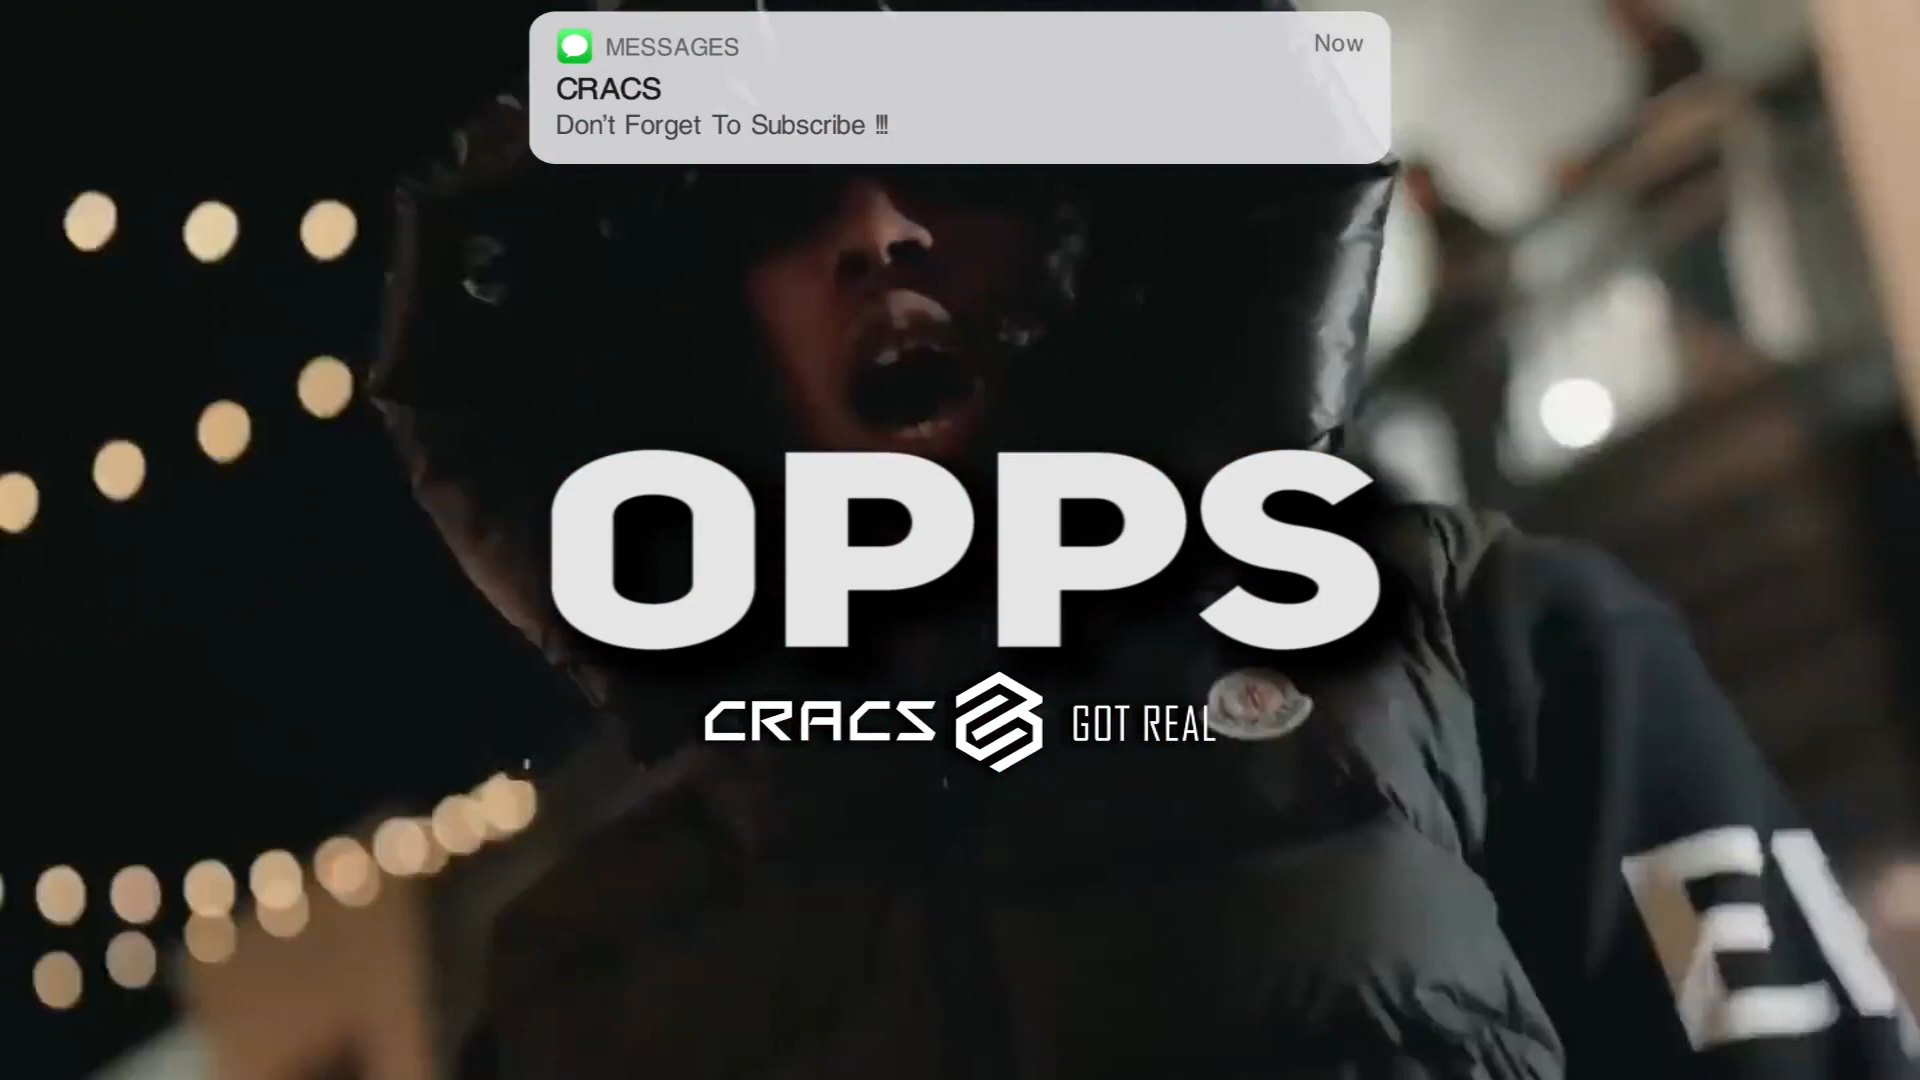 MESSAGES
Now
CRACS
Don't Forget To Subscribe !!!
OPPS
CRACS GOT REAL